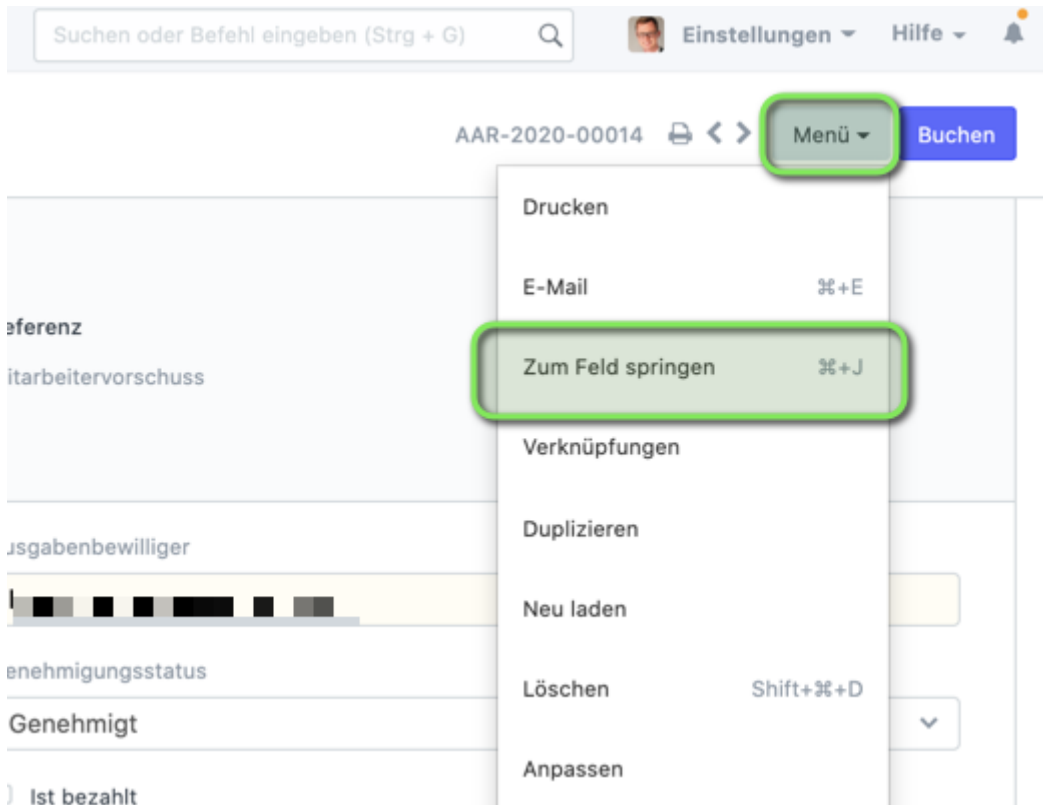 Suchen oder Befehl eingeben (Strg + G)
Einstellungen
Hilfe
AAR-2020-00014
Menü
Buchen
Drucken
E-Mail ⌘+E
eferenz
Zum Feld springen ⌘+J
itarbeitervorschuss
Verknüpfungen
Duplizieren
usgabenbewilliger
Neu laden
enehmigungsstatus
Löschen Shift+⌘+D
Genehmigt
Anpassen
Ist bezahlt